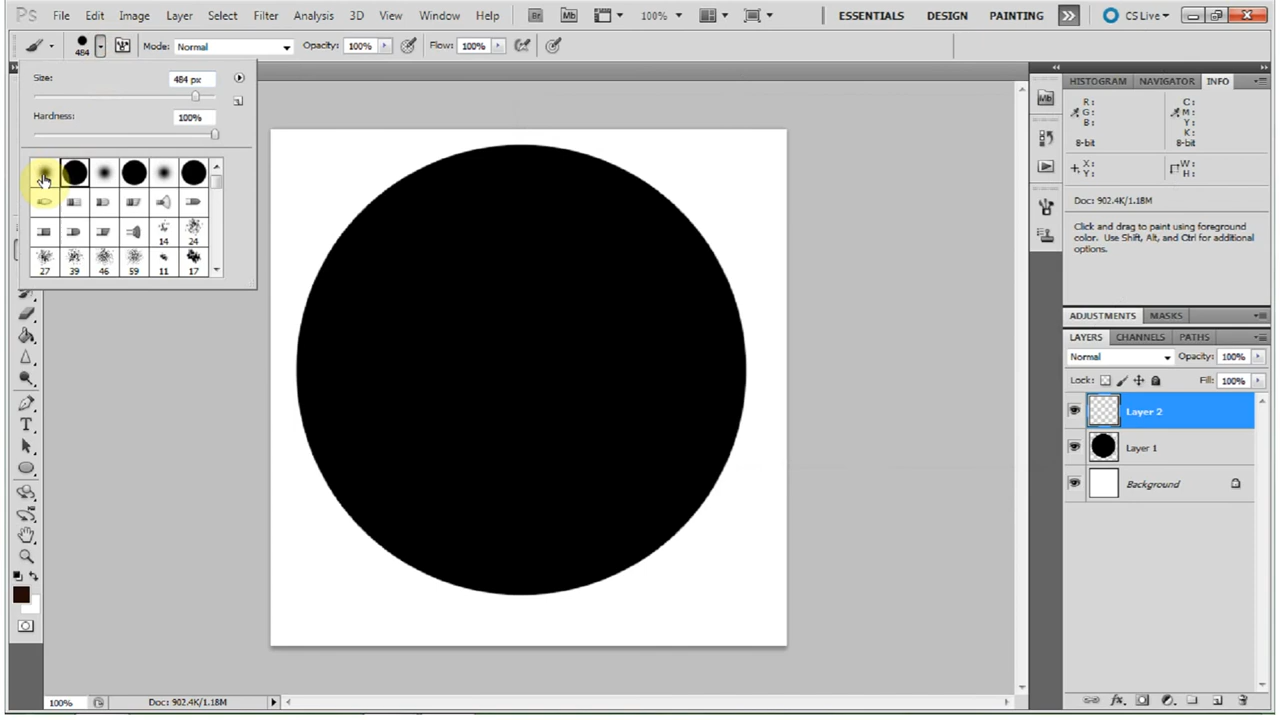 Ps File Edit Image Layer Select Filter Analysis 3D View Window Help Br Mb 100% ESSENTIALS DESIGN PAINTING CS Live
484 Mode: Normal Opacity: 100% Flow: 100%
Size: 484 px
Hardness: 100%
14 24
27 39 46 59 11 17
HISTOGRAM NAVIGATOR INFO
Mb
R: C:
G: M:
B: Y:
K:
8-bit 8-bit
X: W:
Y: H:
Doc: 902.4K/1.18M
Click and drag to paint using foreground
color. Use Shift, Alt, and Ctrl for additional
options.
ADJUSTMENTS MASKS
LAYERS CHANNELS PATHS
Normal Opacity: 100%
Lock: Fill: 100%
Layer 2
Layer 1
Background
T
100% Doc: 902.4K/1.18M
fx